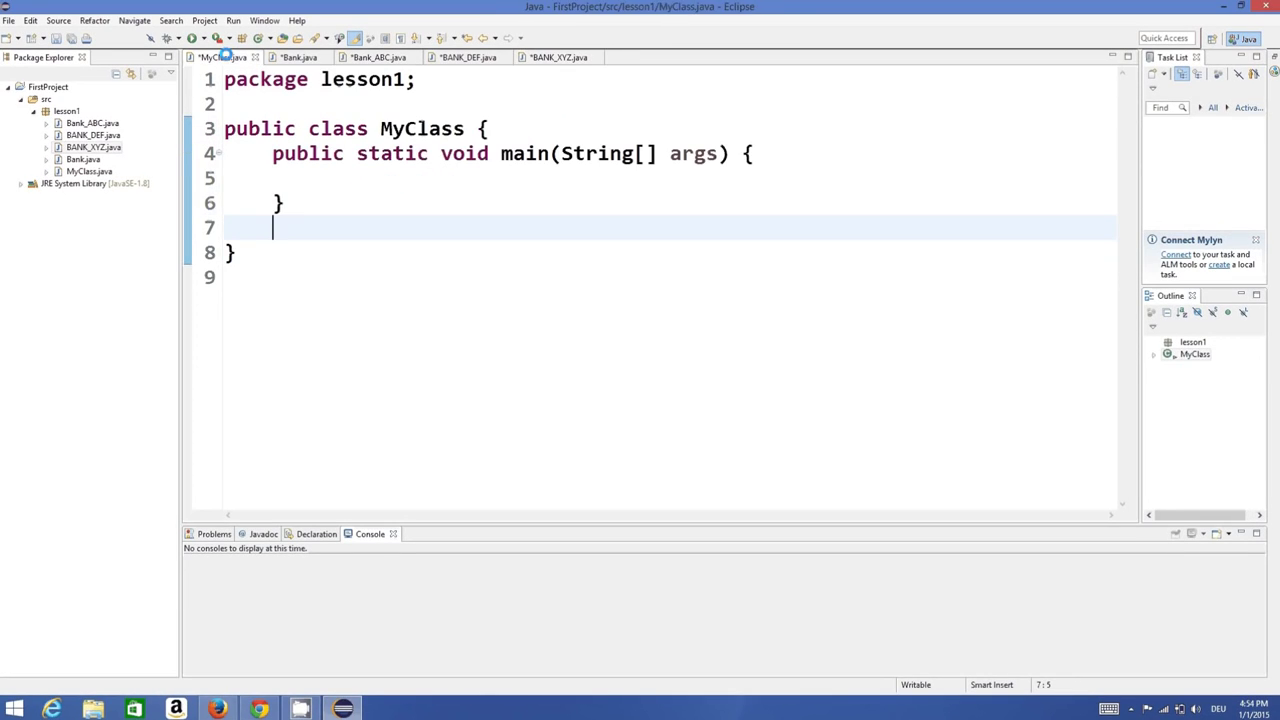 Java - FirstProject/src/lesson1/MyClass.java - Eclipse
File Edit Source Refactor Navigate Search Project Run Window Help
Quick Access Java
Package Explorer
*MyClass.java *Bank.java *Bank_ABC.java *BANK_DEF.java *BANK_XYZ.java
Task List
FirstProject
src
lesson1
Bank_ABC.java
BANK_DEF.java
BANK_XYZ.java
Bank.java
MyClass.java
JRE System Library [JavaSE-1.8]
1 package lesson1;
2
3 public class MyClass {
4 public static void main(String[] args) {
5
6 }
7
8 }
9
Find All Activa...
Connect Mylyn
Connect to your task and
ALM tools or create a local
task.
Outline
lesson1
MyClass
Problems Javadoc Declaration Console
No consoles to display at this time.
Writable Smart Insert 7 : 5
DEU 4:54 PM
1/1/2015